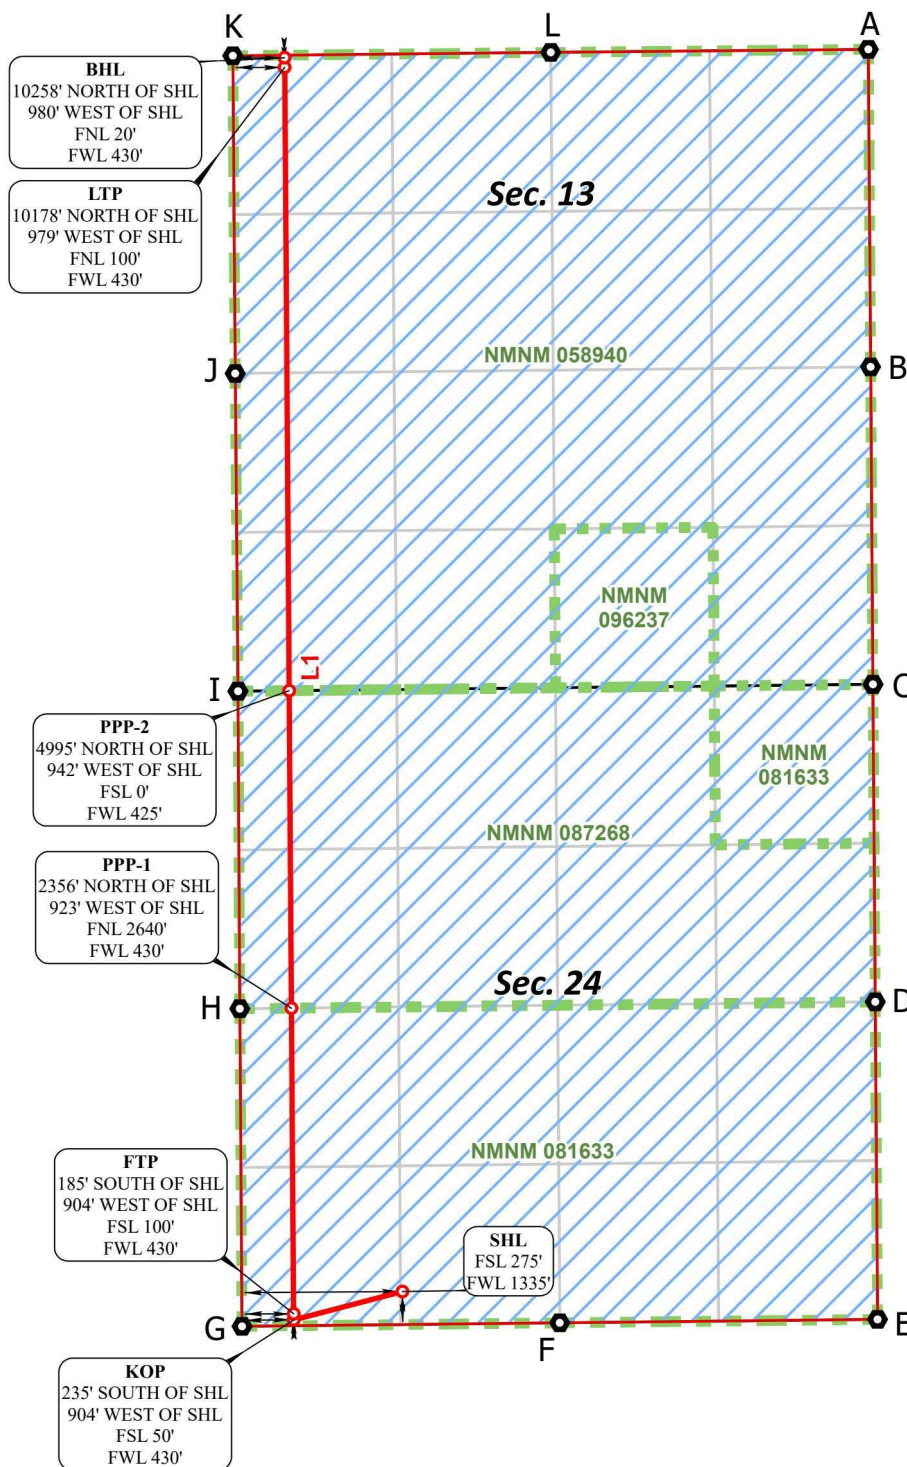 K
L
A
BHL
10258' NORTH OF SHL
980' WEST OF SHL
FNL 20'
FWL 430'
LTP
10178' NORTH OF SHL
979' WEST OF SHL
FNL 100'
FWL 430'
Sec. 13
NMNM 058940
J
B
NMNM
096237
L1
I
C
PPP-2
4995' NORTH OF SHL
942' WEST OF SHL
FSL 0'
FWL 425'
NMNM
081633
NMNM 087268
PPP-1
2356' NORTH OF SHL
923' WEST OF SHL
FNL 2640'
FWL 430'
Sec. 24
H
D
NMNM 081633
FTP
185' SOUTH OF SHL
904' WEST OF SHL
FSL 100'
FWL 430'
SHL
FSL 275'
FWL 1335'
G
F
E
KOP
235' SOUTH OF SHL
904' WEST OF SHL
FSL 50'
FWL 430'